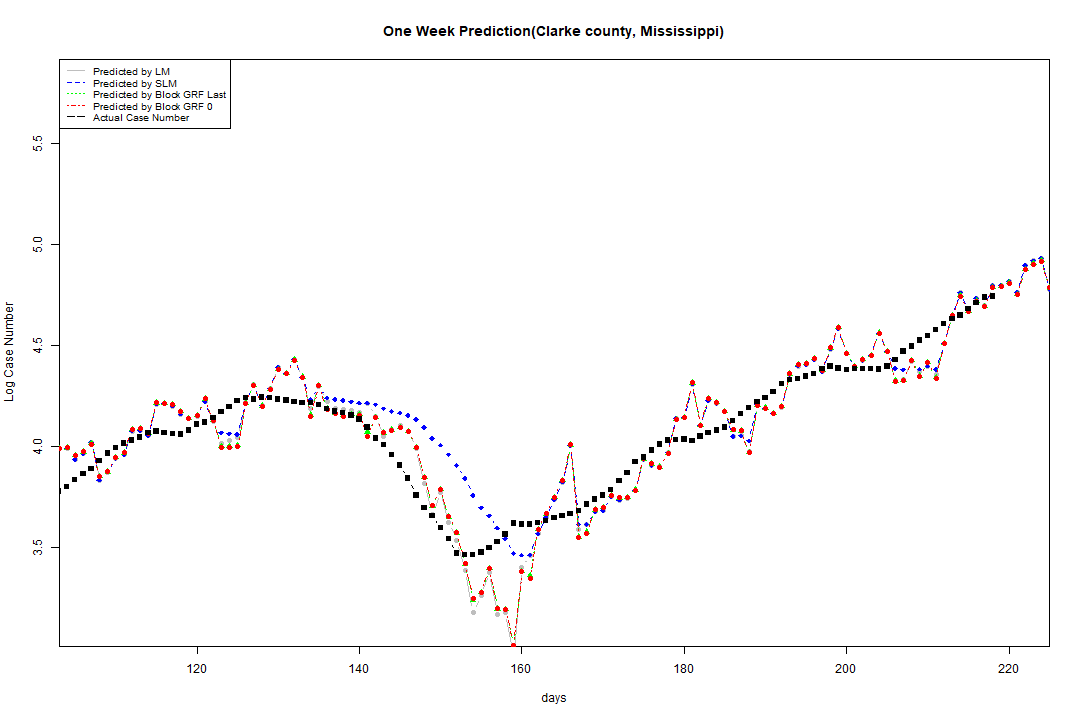 One Week Prediction(Clarke county, Mississippi)
Predicted by LM
Predicted by SLM
Predicted by Block GRF Last
Predicted by Block GRF 0
Actual Case Number
5.5
5.0
4.5
4.0
3.5
Log Case Number
120 140 160 180 200 220
days